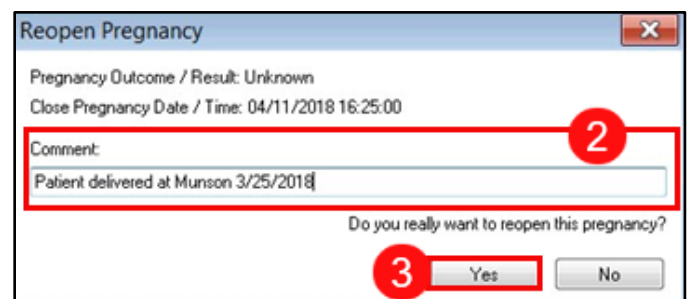 Reopen Pregnancy
Pregnancy Outcome / Result: Unknown
Close Pregnancy Date / Time: 04/11/2018 16:25:00
2
Comment:
Patient delivered at Munson 3/25/2018
Do you really want to reopen this pregnancy?
3 Yes No